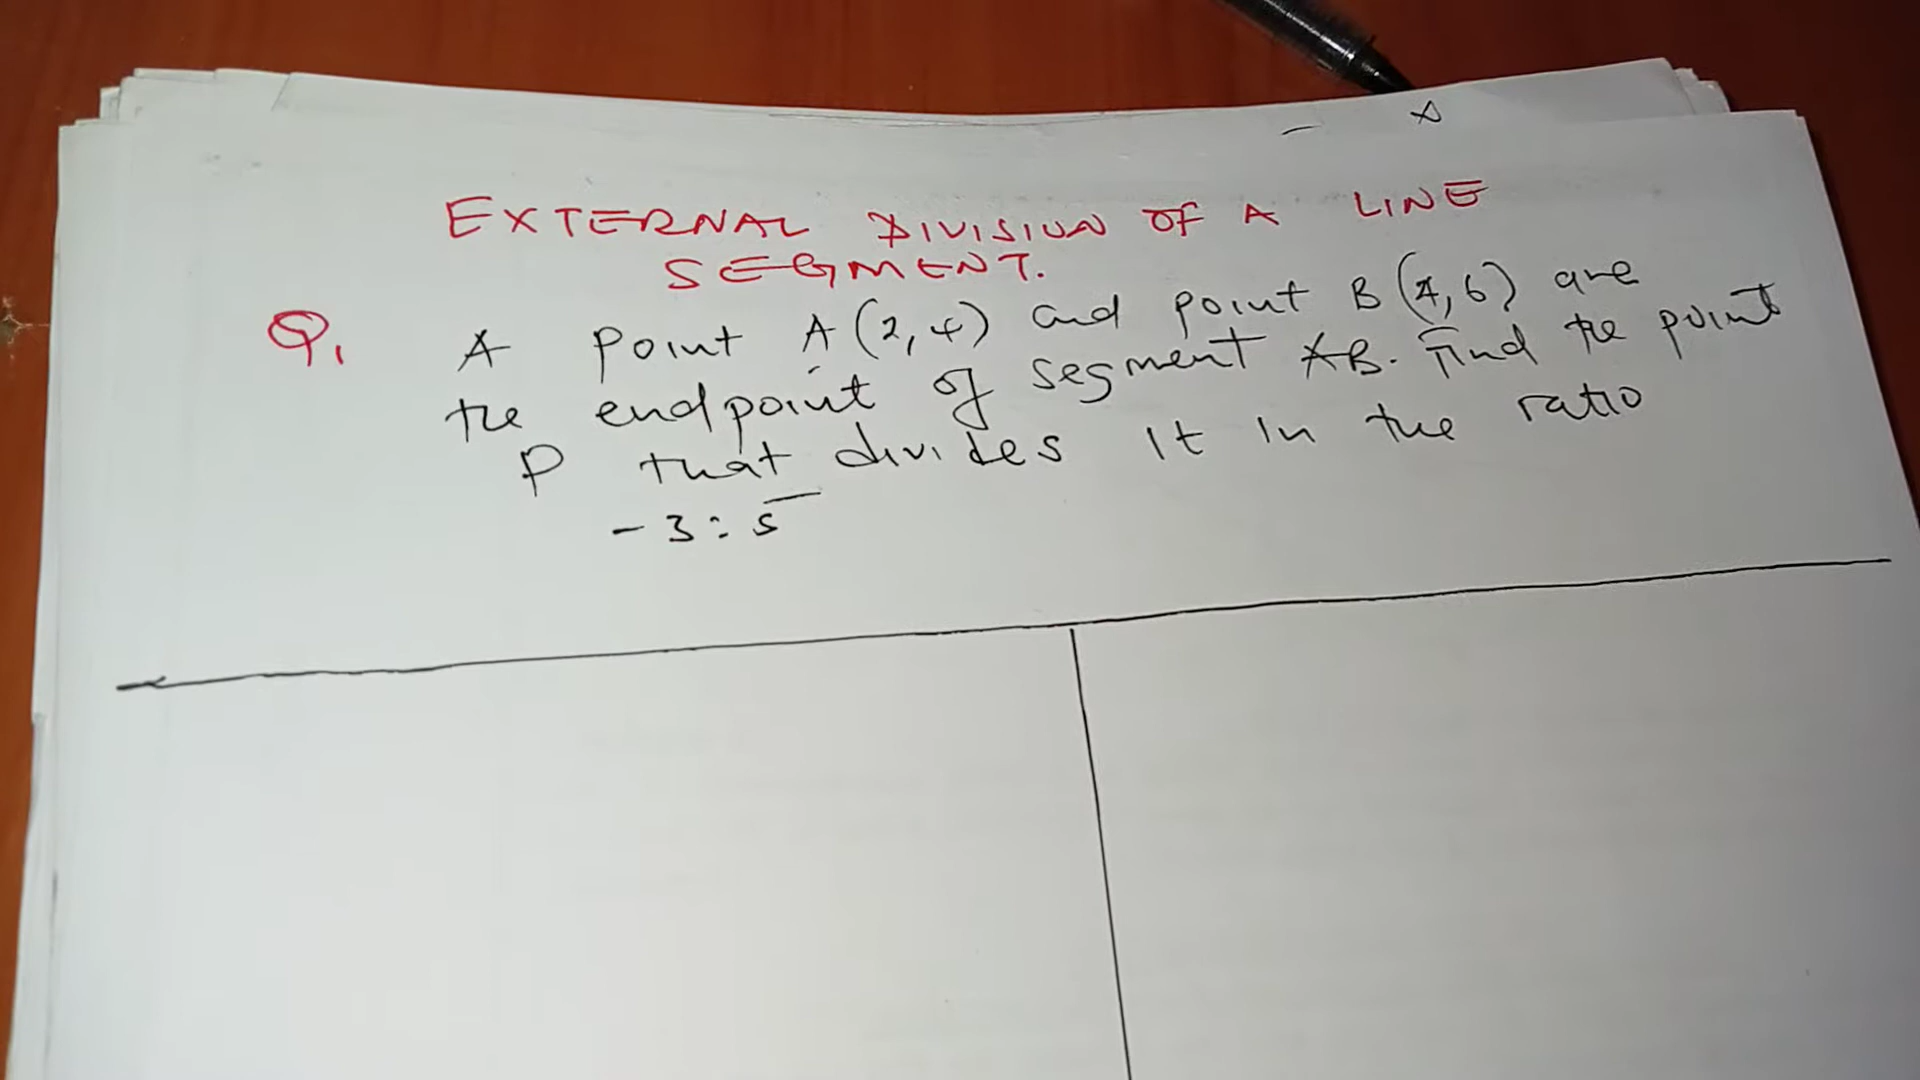 EXTERNAL DIVISION OF A LINE
SEGMENT.
Q1 A point A(2,4) and point B(4,6) are
the endpoint of segment AB. Find the point
P that divides it in the ratio
-3:5